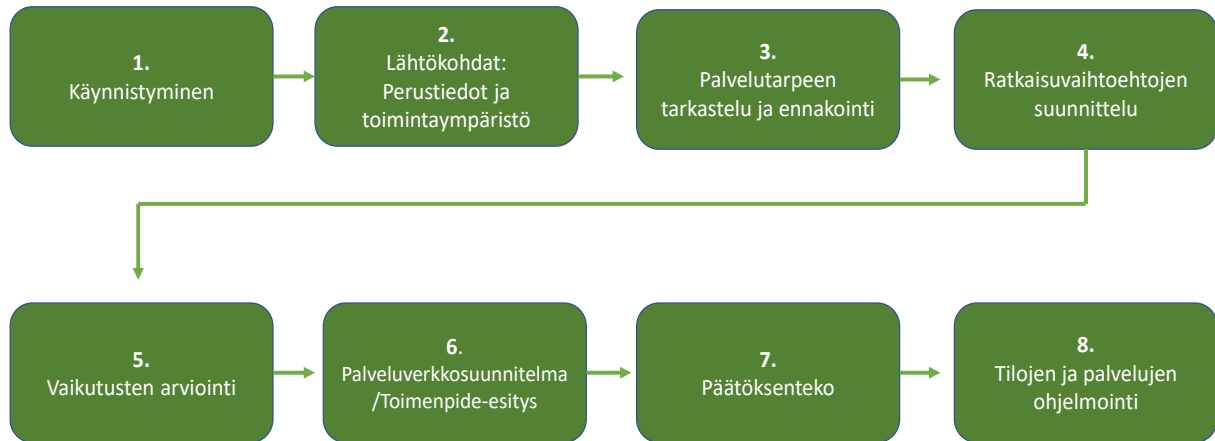 1.
Käynnistyminen
2.
Lähtökohdat:
Perustiedot ja
toimintaympäristö
3.
Palvelutarpeen
tarkastelu ja ennakointi
4.
Ratkaisuvaihtoehtojen
suunnittelu
5.
Vaikutusten arviointi
6.
Palveluverkkosuunnitelma
/Toimenpide-esitys
7.
Päätöksenteko
8.
Tilojen ja palvelujen
ohjelmointi